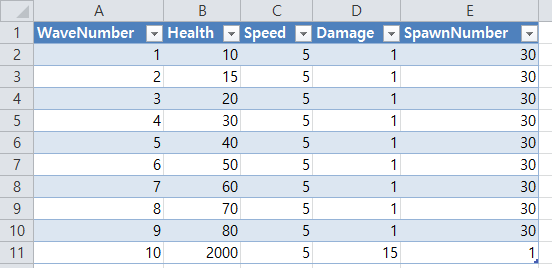 A B C D E
1 WaveNumber Health Speed Damage SpawnNumber
2 1 10 5 1 30
3 2 15 5 1 30
4 3 20 5 1 30
5 4 30 5 1 30
6 5 40 5 1 30
7 6 50 5 1 30
8 7 60 5 1 30
9 8 70 5 1 30
10 9 80 5 1 30
11 10 2000 5 15 1